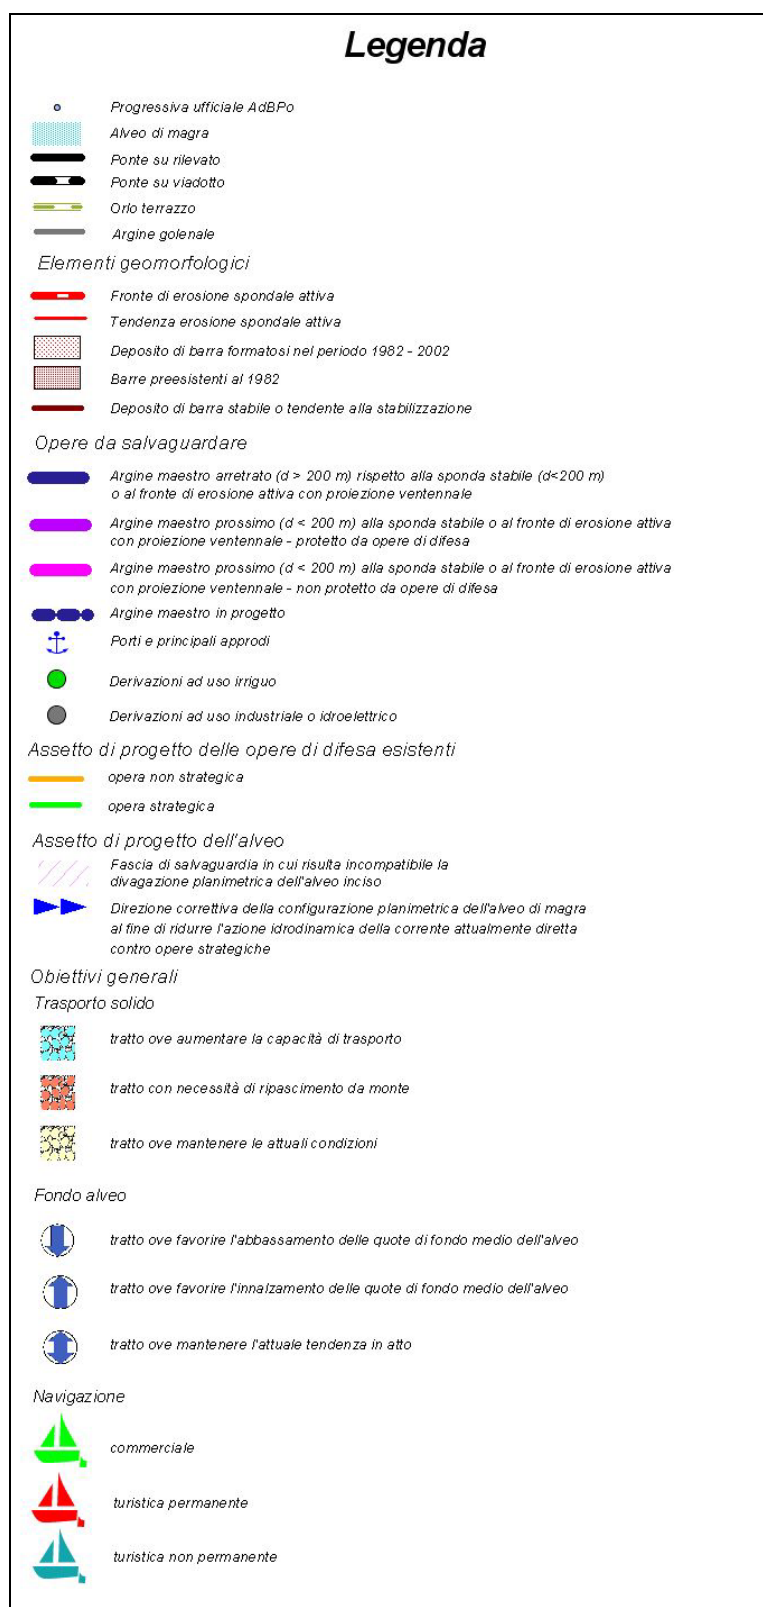 Legenda
Progressiva ufficiale AdBPo
Alveo di magra
Ponte su rilevato
Ponte su viadotto
Orlo terrazzo
Argine golenale
Elementi geomorfologici
Fronte di erosione spondale attiva
Tendenza erosione spondale attiva
Deposito di barra formatosi nel periodo 1982 - 2002
Barre preesistenti al 1982
Deposito di barra stabile o tendente alla stabilizzazione
Opere da salvaguardare
Argine maestro arretrato (d > 200 m) rispetto alla sponda stabile (d<200 m)
o al fronte di erosione attiva con proiezione ventennale
Argine maestro prossimo (d < 200 m) alla sponda stabile o al fronte di erosione attiva
con proiezione ventennale - protetto da opere di difesa
Argine maestro prossimo (d < 200 m) alla sponda stabile o al fronte di erosione attiva
con proiezione ventennale - non protetto da opere di difesa
Argine maestro in progetto
Porti e principali approdi
Derivazioni ad uso irriguo
Derivazioni ad uso industriale o idroelettrico
Assetto di progetto delle opere di difesa esistenti
opera non strategica
opera strategica
Assetto di progetto dell'alveo
Fascia di salvaguardia in cui risulta incompatibile la
divagazione planimetrica dell'alveo inciso
Direzione correttiva della configurazione planimetrica dell'alveo di magra
al fine di ridurre l'azione idrodinamica della corrente attualmente diretta
contro opere strategiche
Obiettivi generali
Trasporto solido
tratto ove aumentare la capacità di trasporto
tratto con necessità di ripascimento da monte
tratto ove mantenere le attuali condizioni
Fondo alveo
tratto ove favorire l'abbassamento delle quote di fondo medio dell'alveo
tratto ove favorire l'innalzamento delle quote di fondo medio dell'alveo
tratto ove mantenere l'attuale tendenza in atto
Navigazione
commerciale
turistica permanente
turistica non permanente